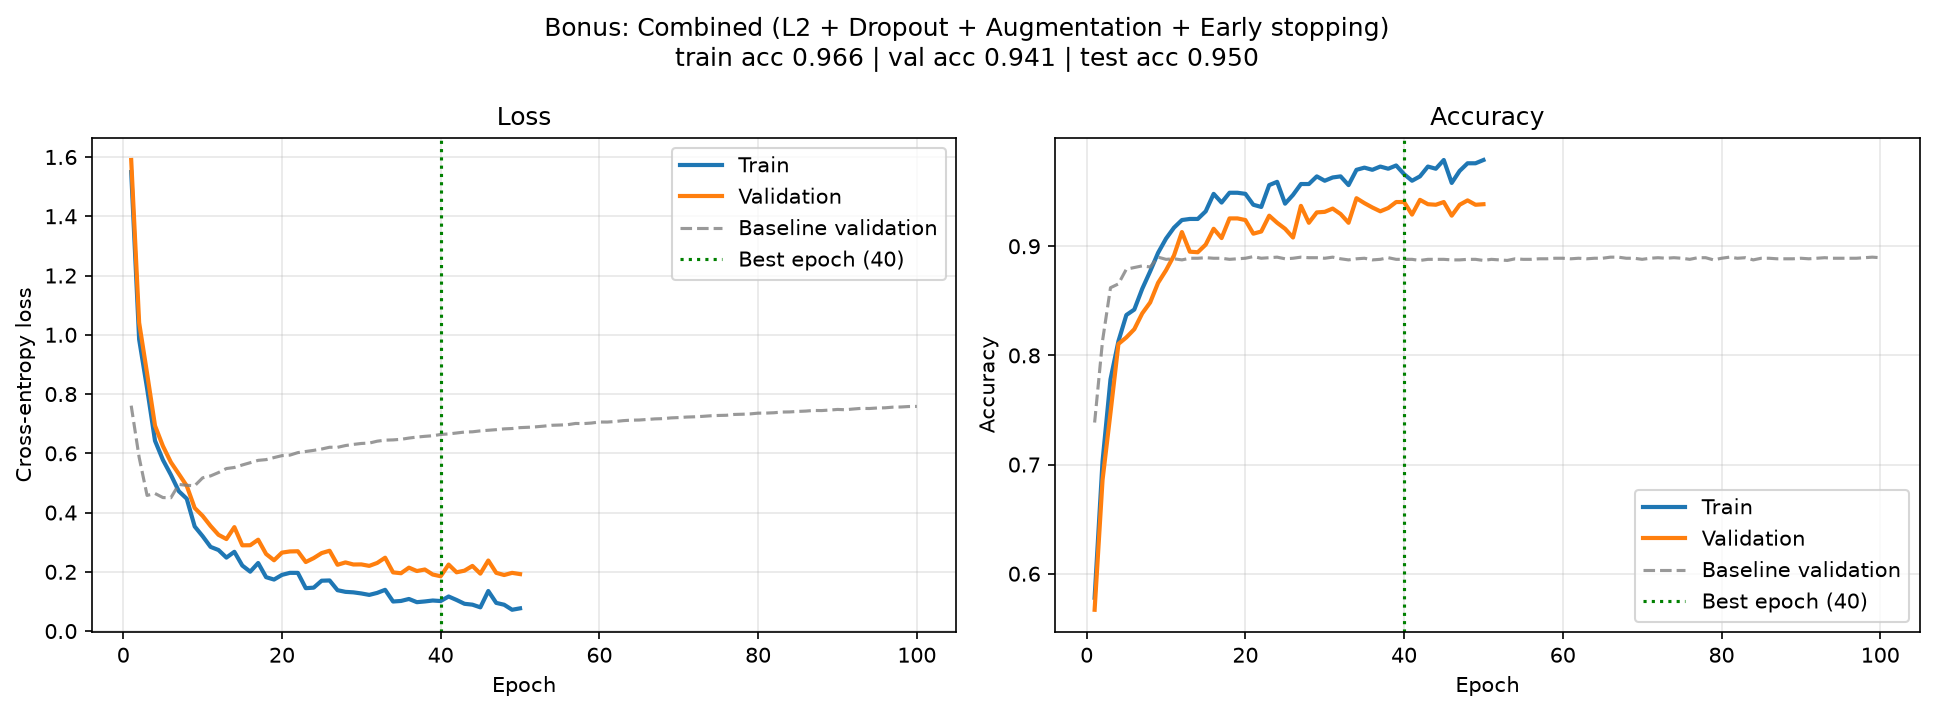 Bonus: Combined (L2 + Dropout + Augmentation + Early stopping)
train acc 0.966 | val acc 0.941 | test acc 0.950
Loss
Cross-entropy loss
1.6
1.4
1.2
1.0
0.8
0.6
0.4
0.2
0.0
Train
Validation
Baseline validation
Best epoch (40)
0 20 40 60 80 100
Epoch
Accuracy
Accuracy
0.9
0.8
0.7
0.6
Train
Validation
Baseline validation
Best epoch (40)
0 20 40 60 80 100
Epoch